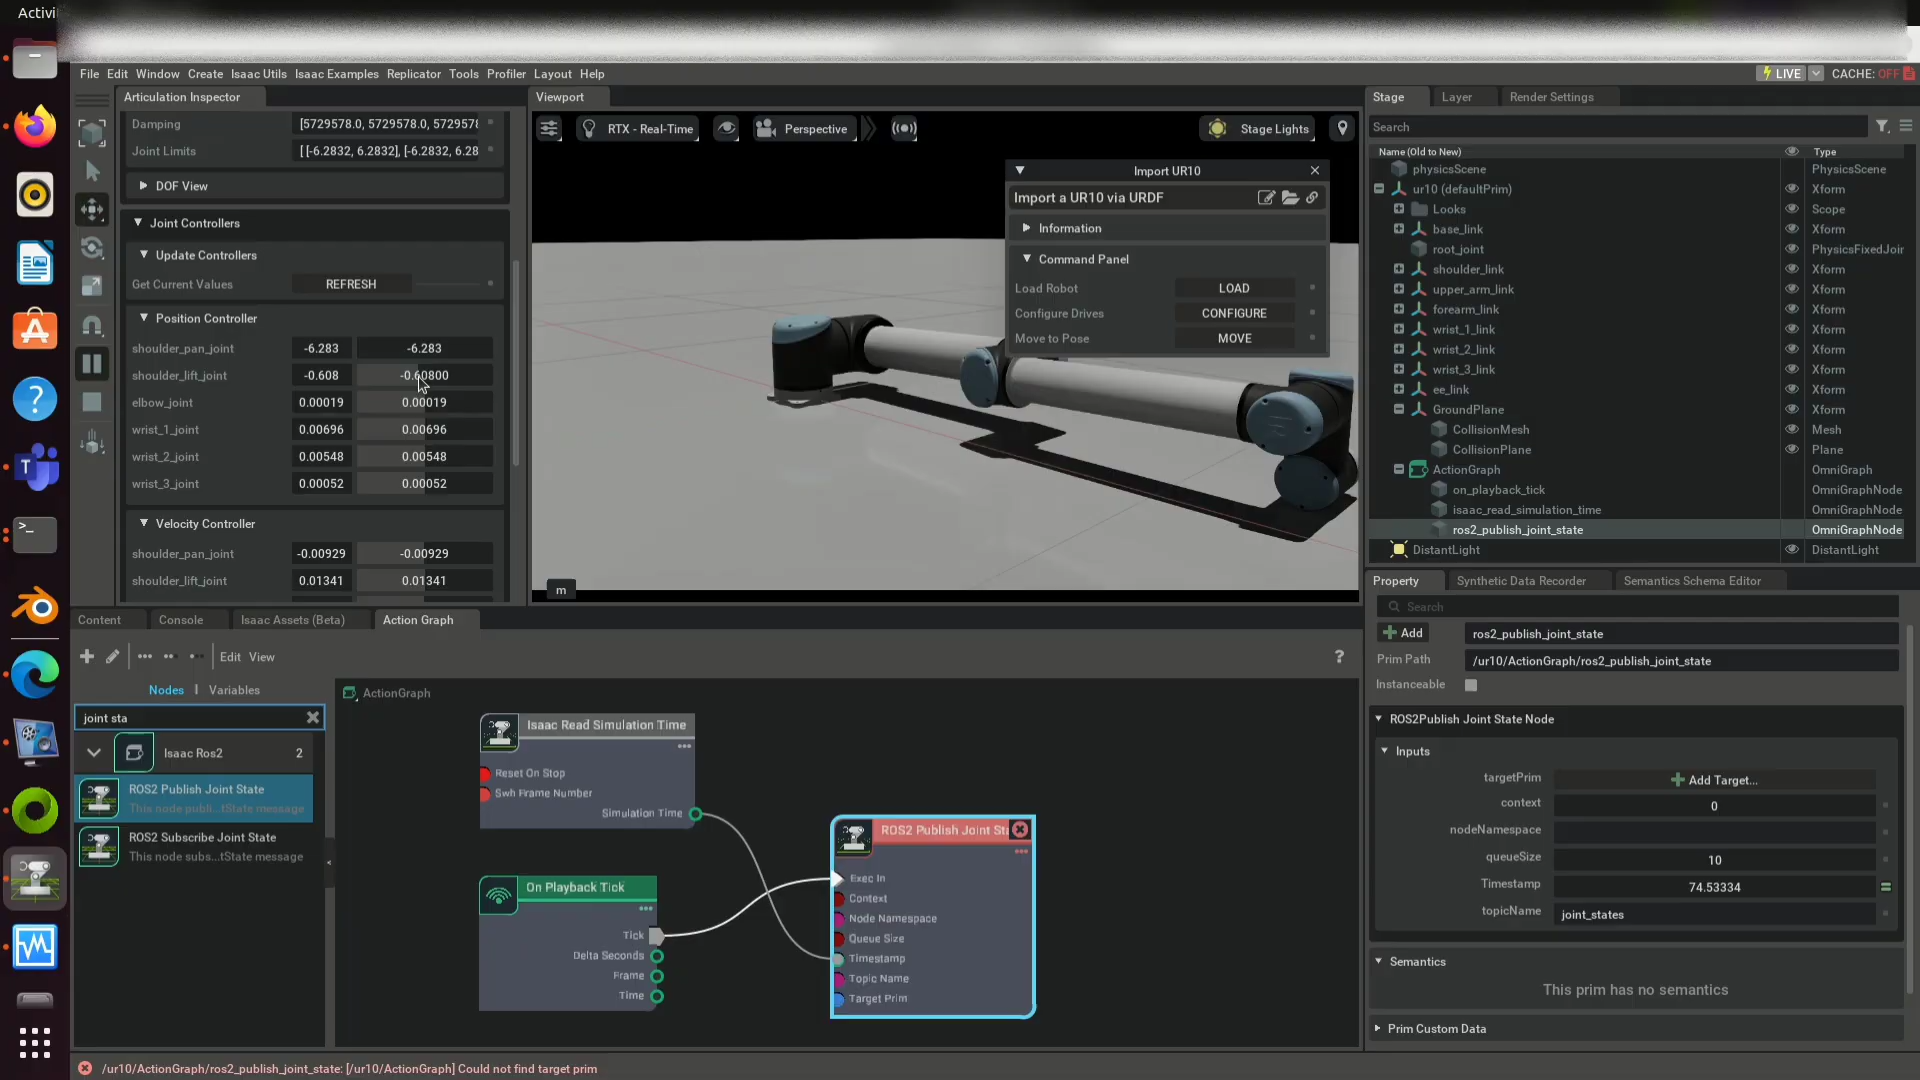 Activi
File Edit Window Create Isaac Utils Isaac Examples Replicator Tools Profiler Layout Help
LIVE
CACHE: OFF
Articulation Inspector
Damping [5729578.0, 5729578.0, 572957
Joint Limits [[-6.2832, 6.2832], [-6.2832, 6.28
DOF View
Joint Controllers
Update Controllers
Get Current Values REFRESH
Position Controller
shoulder_pan_joint -6.283 -6.283
shoulder_lift_joint -0.608 -0.60800
elbow_joint 0.00019 0.00019
wrist_1_joint 0.00696 0.00696
wrist_2_joint 0.00548 0.00548
wrist_3_joint 0.00052 0.00052
Velocity Controller
shoulder_pan_joint -0.00929 -0.00929
shoulder_lift_joint 0.01341 0.01341
Viewport
RTX - Real-Time
Perspective
Stage Lights
Import UR10
Import a UR10 via URDF
Information
Command Panel
Load Robot LOAD
Configure Drives CONFIGURE
Move to Pose MOVE
m
Stage Layer Render Settings
Search
Name (Old to New) Type
physicsScene PhysicsScene
ur10 (defaultPrim) Xform
Looks Scope
base_link Xform
root_joint PhysicsFixedJoir
shoulder_link Xform
upper_arm_link Xform
forearm_link Xform
wrist_1_link Xform
wrist_2_link Xform
wrist_3_link Xform
ee_link Xform
GroundPlane Xform
CollisionMesh Mesh
CollisionPlane Plane
ActionGraph OmniGraph
on_playback_tick OmniGraphNode
isaac_read_simulation_time OmniGraphNode
ros2_publish_joint_state OmniGraphNode
DistantLight DistantLight
Property Synthetic Data Recorder Semantics Schema Editor
Search
Add ros2_publish_joint_state
Prim Path /ur10/ActionGraph/ros2_publish_joint_state
Instanceable
ROS2Publish Joint State Node
Inputs
targetPrim Add Target...
context 0
nodeNamespace
queueSize 10
Timestamp 74.53334
topicName joint_states
Semantics
This prim has no semantics
Prim Custom Data
Content Console Isaac Assets (Beta) Action Graph
Edit View
?
Nodes Variables
joint sta
Isaac Ros2 2
ROS2 Publish Joint State
This node publi...tState message
ROS2 Subscribe Joint State
This node subs...tState message
ActionGraph
Isaac Read Simulation Time
Reset On Stop
Swh Frame Number
Simulation Time
On Playback Tick
Tick
Delta Seconds
Frame
Time
ROS2 Publish Joint Sta
Exec In
Context
Node Namespace
Queue Size
Timestamp
Topic Name
Target Prim
/ur10/ActionGraph/ros2_publish_joint_state: [/ur10/ActionGraph] Could not find target prim